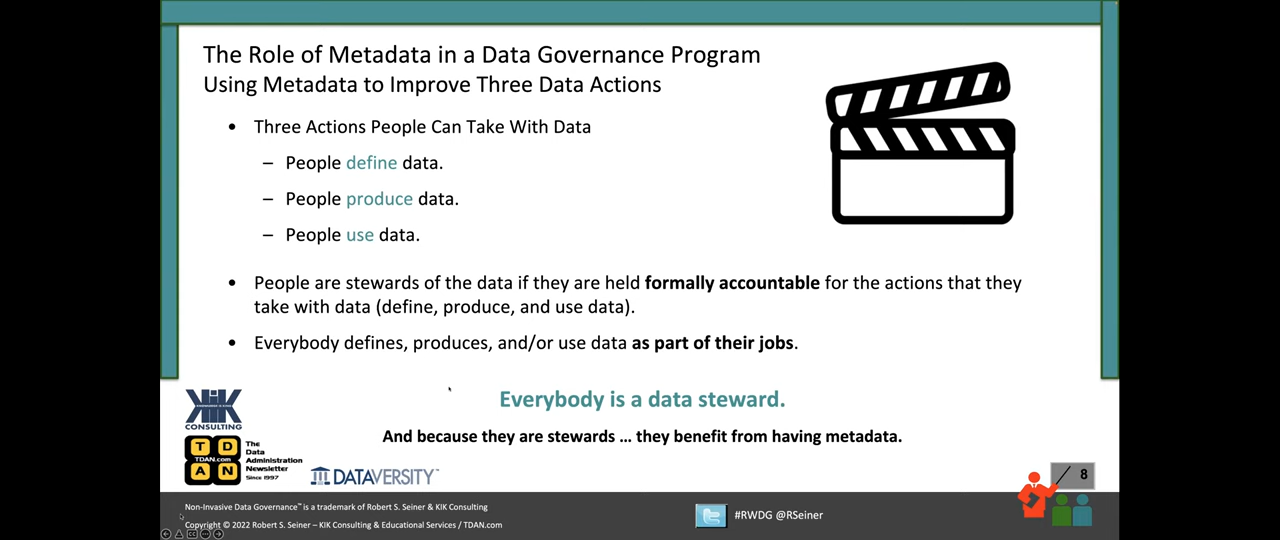 The Role of Metadata in a Data Governance Program
Using Metadata to Improve Three Data Actions
• Three Actions People Can Take With Data
– People define data.
– People produce data.
– People use data.
• People are stewards of the data if they are held formally accountable for the actions that they
take with data (define, produce, and use data).
• Everybody defines, produces, and/or use data as part of their jobs.
Everybody is a data steward.
And because they are stewards … they benefit from having metadata.
KIK
CONSULTING
T D
TDAN.com
A N
The
Data
Administration
Newsletter
Since 1997
DATAVERSITY™
8
Non-Invasive Data Governance™ is a trademark of Robert S. Seiner & KIK Consulting
Copyright © 2022 Robert S. Seiner – KIK Consulting & Educational Services / TDAN.com
#RWDG @RSeiner